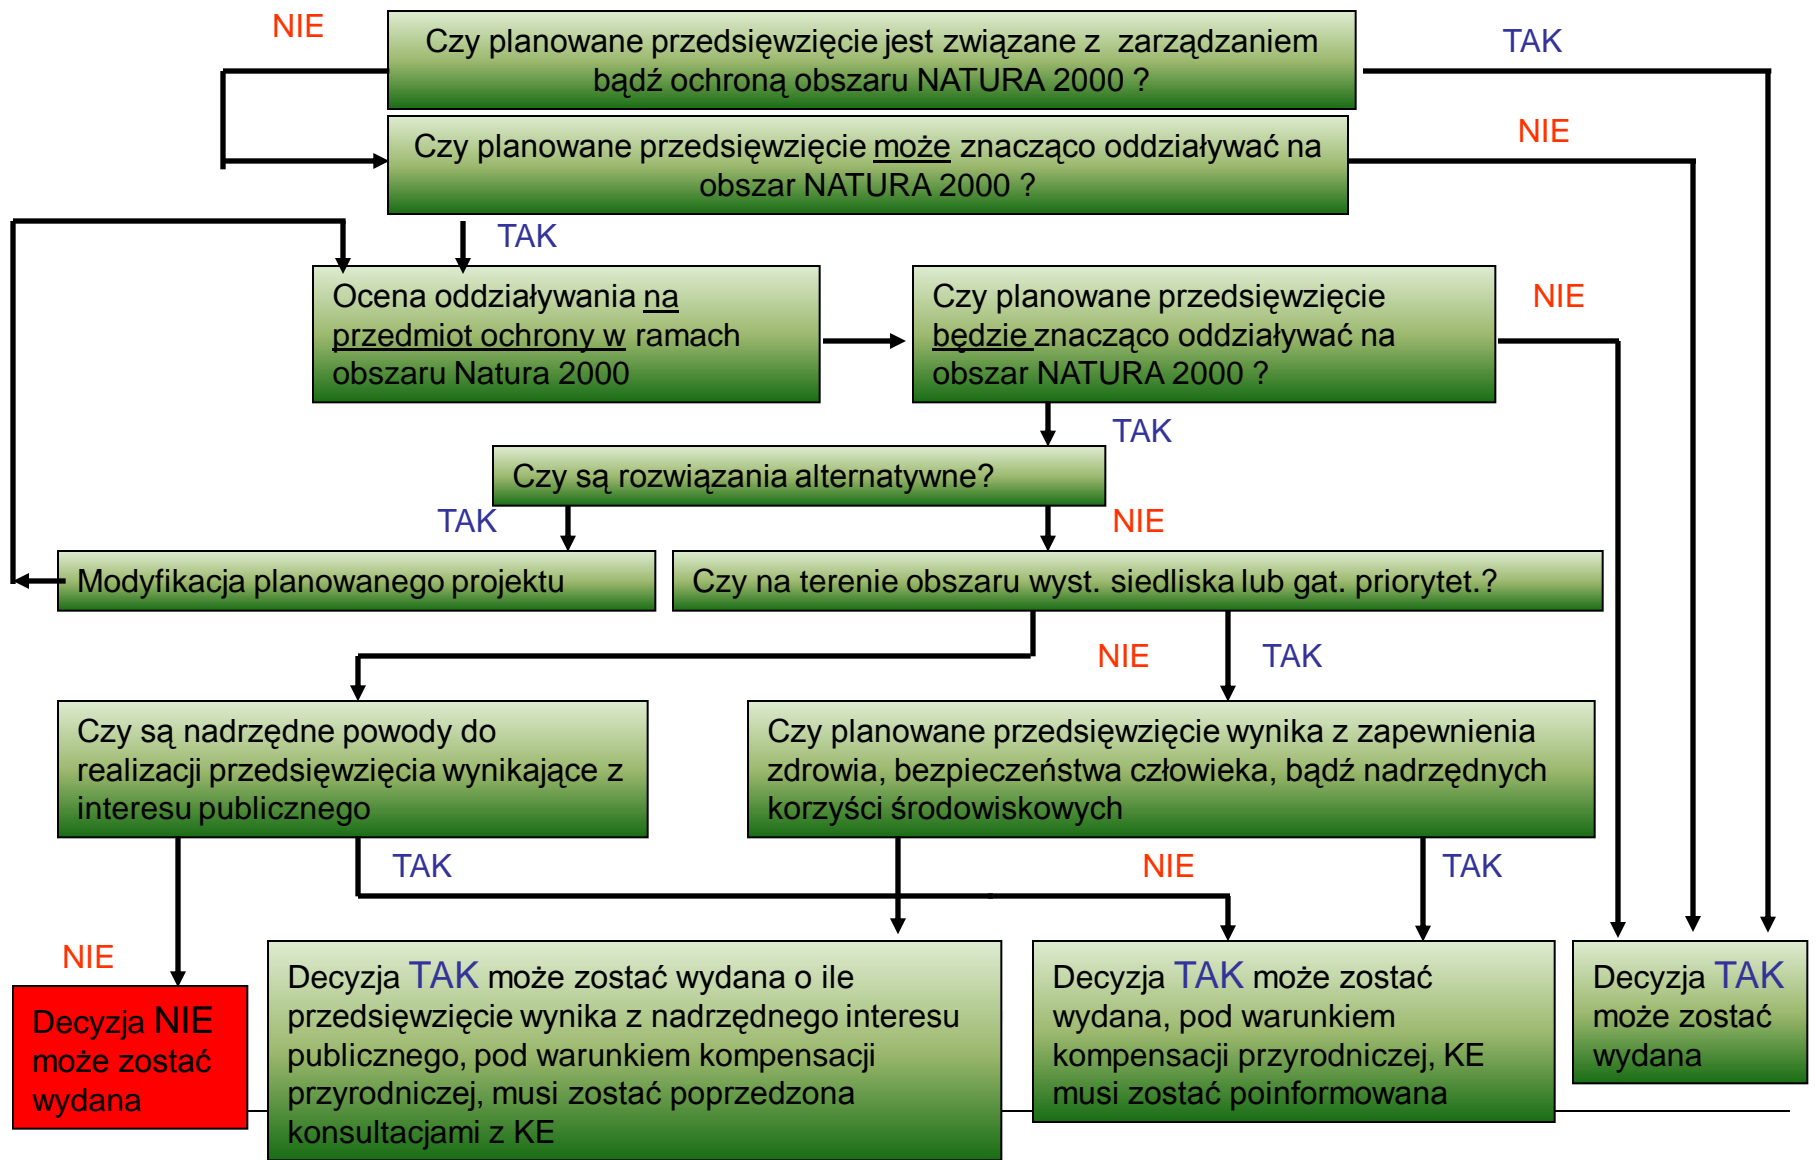 NIE
Czy planowane przedsięwzięcie jest związane z zarządzaniem
bądź ochroną obszaru NATURA 2000 ?
TAK
Czy planowane przedsięwzięcie może znacząco oddziaływać na
obszar NATURA 2000 ?
NIE
TAK
Ocena oddziaływania na
przedmiot ochrony w ramach
obszaru Natura 2000
Czy planowane przedsięwzięcie
będzie znacząco oddziaływać na
obszar NATURA 2000 ?
NIE
TAK
Czy są rozwiązania alternatywne?
TAK
NIE
Modyfikacja planowanego projektu
Czy na terenie obszaru wyst. siedliska lub gat. priorytet.?
NIE
TAK
Czy są nadrzędne powody do
realizacji przedsięwzięcia wynikające z
interesu publicznego
Czy planowane przedsięwzięcie wynika z zapewnienia
zdrowia, bezpieczeństwa człowieka, bądź nadrzędnych
korzyści środowiskowych
TAK
NIE
TAK
NIE
Decyzja NIE
może zostać
wydana
Decyzja TAK może zostać wydana o ile
przedsięwzięcie wynika z nadrzędnego interesu
publicznego, pod warunkiem kompensacji
przyrodniczej, musi zostać poprzedzona
konsultacjami z KE
Decyzja TAK może zostać
wydana, pod warunkiem
kompensacji przyrodniczej, KE
musi zostać poinformowana
Decyzja TAK
może zostać
wydana